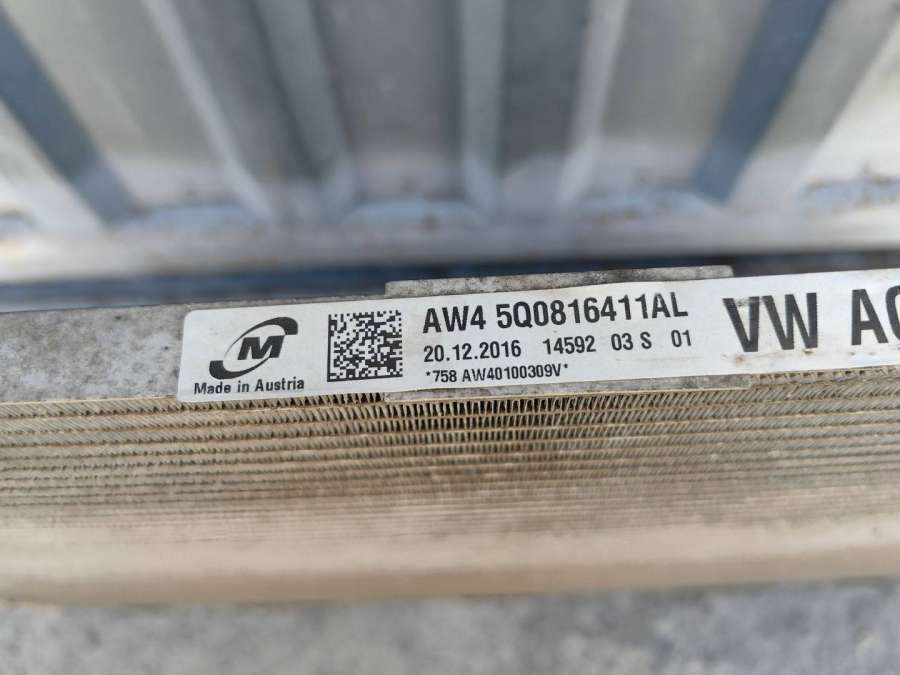 M
Made in Austria
AW4 5Q0816411AL
20.12.2016 14592 03 S 01
*758 AW40100309V*
VW